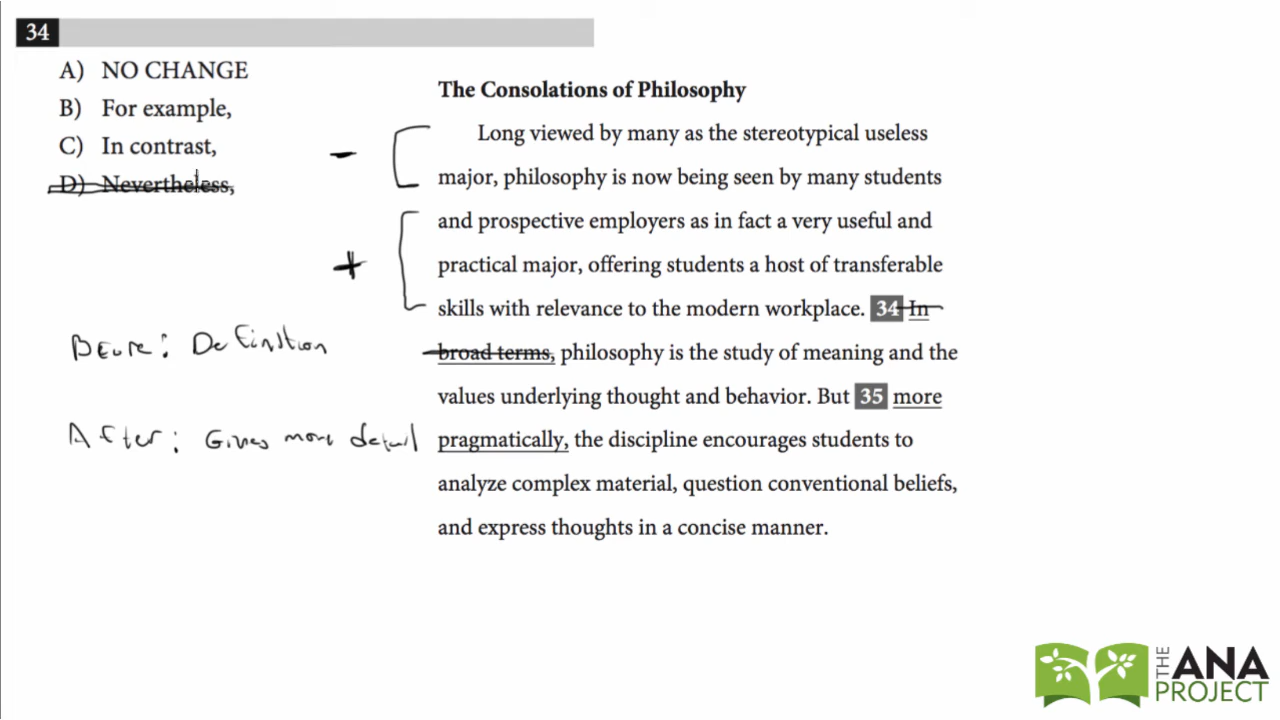 34
A) NO CHANGE
B) For example,
C) In contrast,
D) Nevertheless,
The Consolations of Philosophy
Long viewed by many as the stereotypical useless
major, philosophy is now being seen by many students
and prospective employers as in fact a very useful and
practical major, offering students a host of transferable
skills with relevance to the modern workplace. 34 In
broad terms, philosophy is the study of meaning and the
values underlying thought and behavior. But 35 more
pragmatically, the discipline encourages students to
analyze complex material, question conventional beliefs,
and express thoughts in a concise manner.
-
+
: Definition
After: Gives more detail
THE ANA
PROJECT